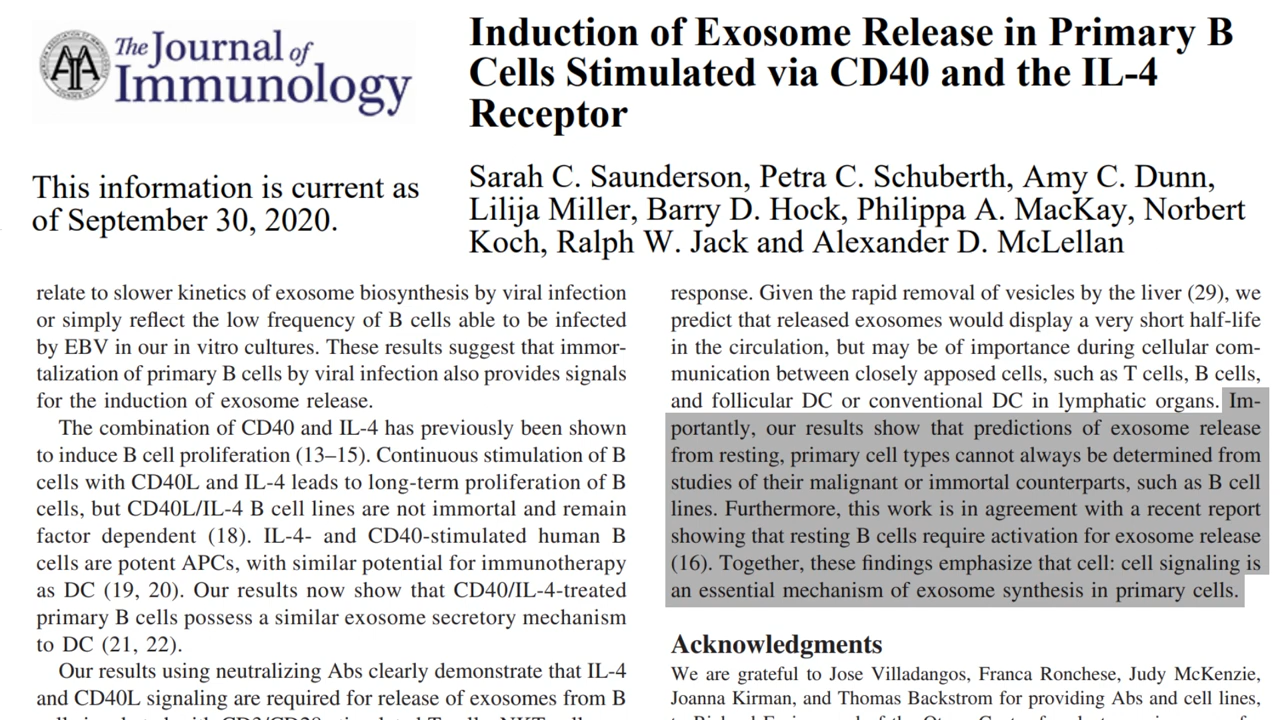 The Journal of
Immunology
Induction of Exosome Release in Primary B
Cells Stimulated via CD40 and the IL-4
Receptor
This information is current as
of September 30, 2020.
Sarah C. Saunderson, Petra C. Schuberth, Amy C. Dunn,
Lilija Miller, Barry D. Hock, Philippa A. MacKay, Norbert
Koch, Ralph W. Jack and Alexander D. McLellan
relate to slower kinetics of exosome biosynthesis by viral infection
or simply reflect the low frequency of B cells able to be infected
by EBV in our in vitro cultures. These results suggest that immor-
talization of primary B cells by viral infection also provides signals
for the induction of exosome release.
The combination of CD40 and IL-4 has previously been shown
to induce B cell proliferation (13–15). Continuous stimulation of B
cells with CD40L and IL-4 leads to long-term proliferation of B
cells, but CD40L/IL-4 B cell lines are not immortal and remain
factor dependent (18). IL-4- and CD40-stimulated human B
cells are potent APCs, with similar potential for immunotherapy
as DC (19, 20). Our results now show that CD40/IL-4-treated
primary B cells possess a similar exosome secretory mechanism
to DC (21, 22).
Our results using neutralizing Abs clearly demonstrate that IL-4
and CD40L signaling are required for release of exosomes from B
response. Given the rapid removal of vesicles by the liver (29), we
predict that released exosomes would display a very short half-life
in the circulation, but may be of importance during cellular com-
munication between closely apposed cells, such as T cells, B cells,
and follicular DC or conventional DC in lymphatic organs. Im-
portantly, our results show that predictions of exosome release
from resting, primary cell types cannot always be determined from
studies of their malignant or immortal counterparts, such as B cell
lines. Furthermore, this work is in agreement with a recent report
showing that resting B cells require activation for exosome release
(16). Together, these findings emphasize that cell: cell signaling is
an essential mechanism of exosome synthesis in primary cells.
Acknowledgments
We are grateful to Jose Villadangos, Franca Ronchese, Judy McKenzie,
Joanna Kirman, and Thomas Backstrom for providing Abs and cell lines,